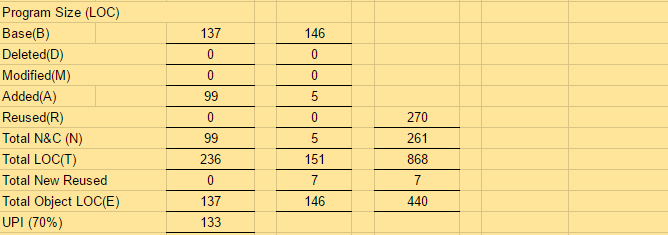 Program Size (LOC)
Base(B) 137 146
Deleted(D) 0 0
Modified(M) 0 0
Added(A) 99 5
Reused(R) 0 0 270
Total N&C (N) 99 5 261
Total LOC(T) 236 151 868
Total New Reused 0 7 7
Total Object LOC(E) 137 146 440
UPI (70%) 133